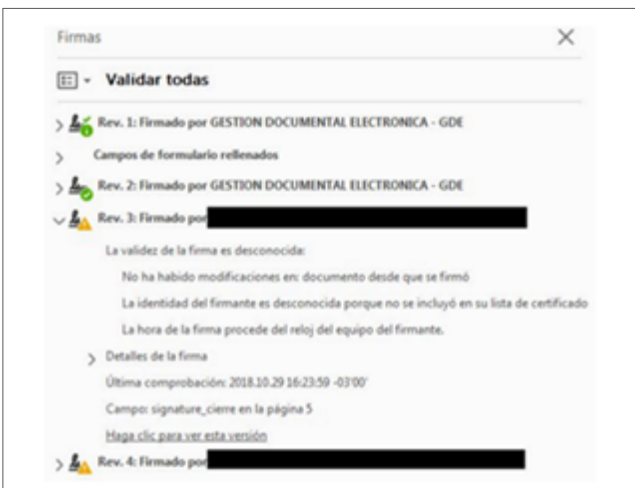 Firmas
Validar todas
Rev. 1: Firmado por GESTION DOCUMENTAL ELECTRONICA - GDE
Campos de formulario rellenados
Rev. 2: Firmado por GESTION DOCUMENTAL ELECTRONICA - GDE
Rev. 3: Firmado por
La validez de la firma es desconocida:
No ha habido modificaciones en: documento desde que se firmó
La identidad del firmante es desconocida porque no se incluyó en su lista de certificado
La hora de la firma procede del reloj del equipo del firmante.
Detalles de la firma
Última comprobación: 2018.10.29 16:23:59 -03'00'
Campo: signature_cierre en la página 5
Haga clic para ver esta versión
Rev. 4: Firmado por